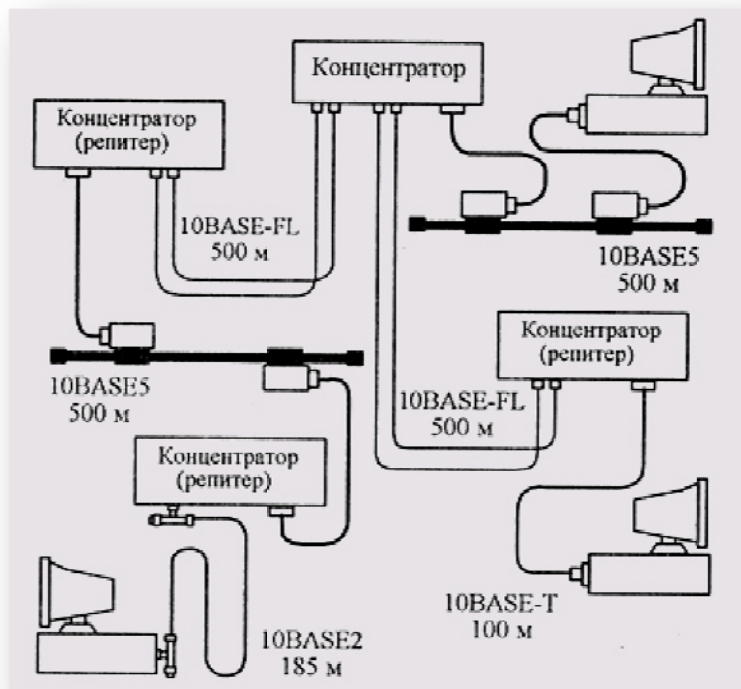 Концентратор
Концентратор
(репитер)
10BASE-FL
500 м
10BASE5
500 м
Концентратор
(репитер)
10BASE5
500 м
10BASE-FL
500 м
Концентратор
(репитер)
10BASE-T
100 м
10BASE2
185 м